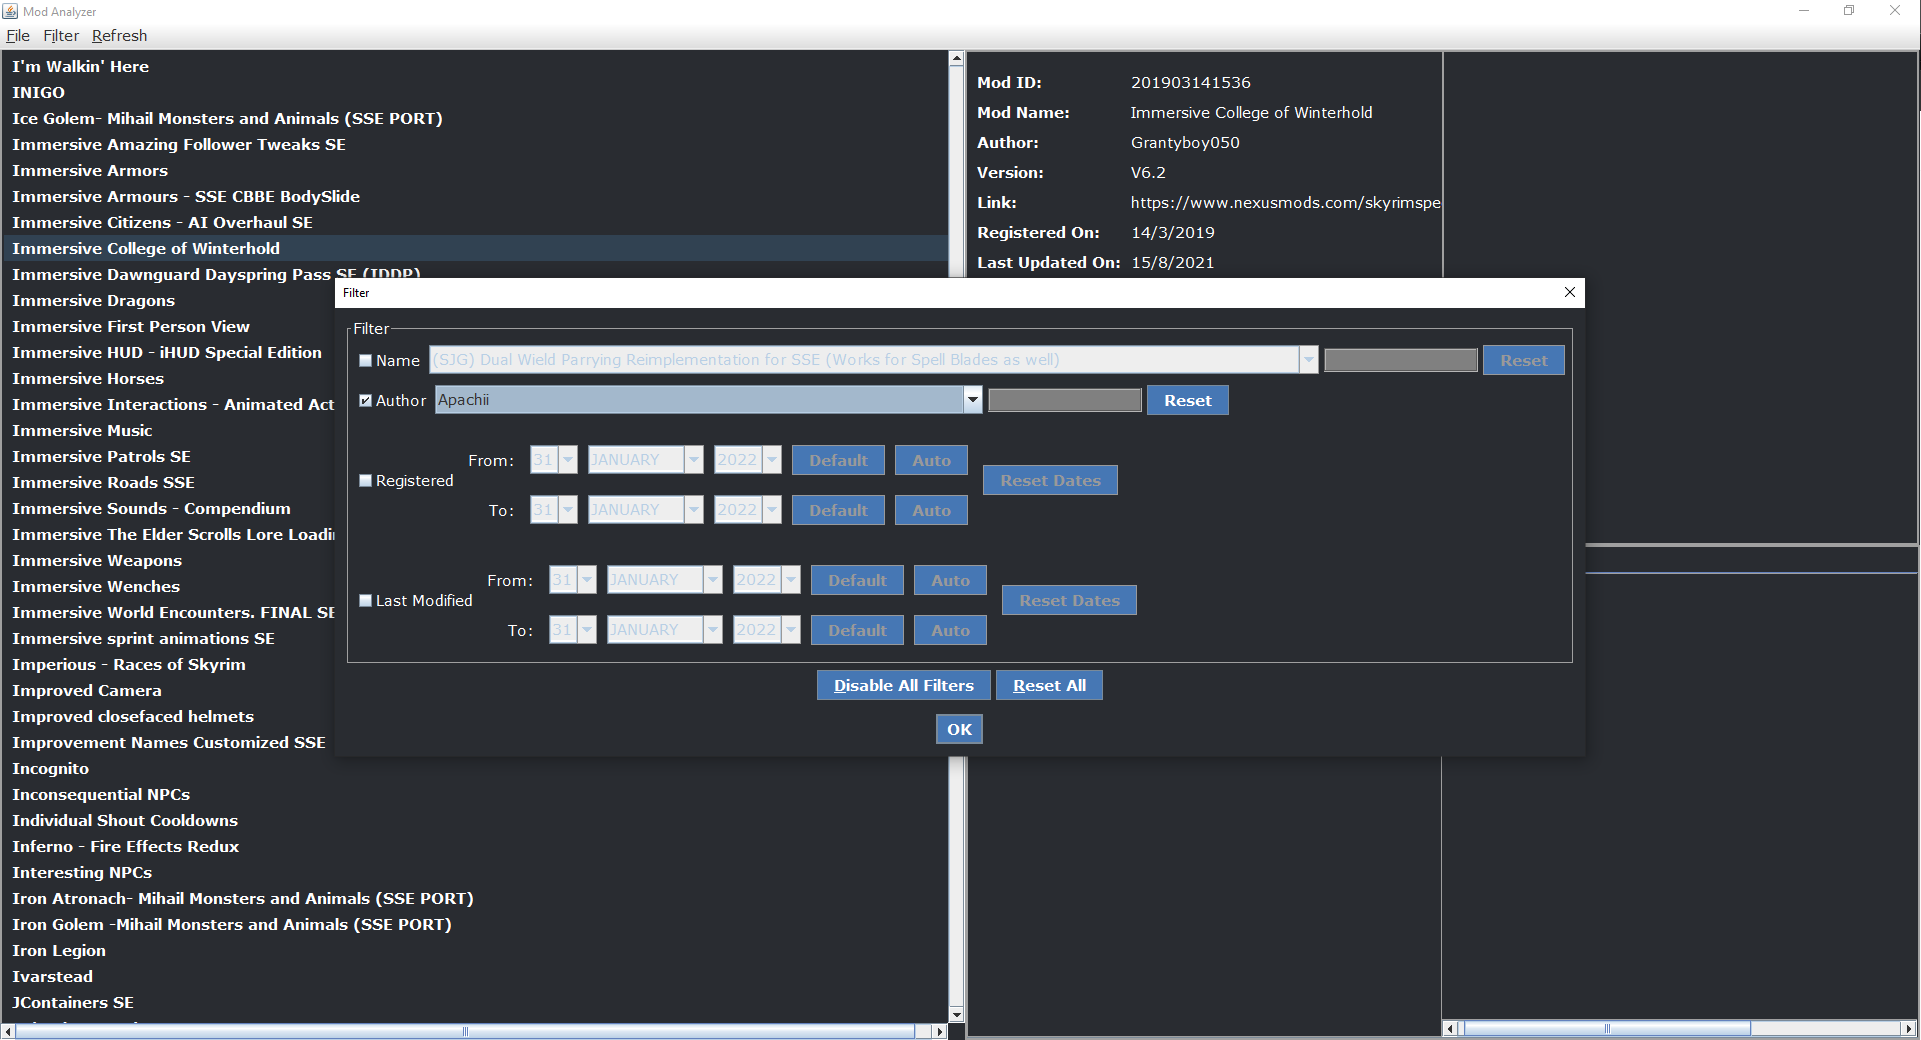 Mod Analyzer
File Filter Refresh
I'm Walkin' Here
INIGO
Ice Golem- Mihail Monsters and Animals (SSE PORT)
Immersive Amazing Follower Tweaks SE
Immersive Armors
Immersive Armours - SSE CBBE BodySlide
Immersive Citizens - AI Overhaul SE
Immersive College of Winterhold
Immersive Dawnguard Dayspring Pass SE (IDDP)
Immersive Dragons
Immersive First Person View
Immersive HUD - iHUD Special Edition
Immersive Horses
Immersive Interactions - Animated Act
Immersive Music
Immersive Patrols SE
Immersive Roads SSE
Immersive Sounds - Compendium
Immersive The Elder Scrolls Lore Loadi
Immersive Weapons
Immersive Wenches
Immersive World Encounters. FINAL SE
Immersive sprint animations SE
Imperious - Races of Skyrim
Improved Camera
Improved closefaced helmets
Improvement Names Customized SSE
Incognito
Inconsequential NPCs
Individual Shout Cooldowns
Inferno - Fire Effects Redux
Interesting NPCs
Iron Atronach- Mihail Monsters and Animals (SSE PORT)
Iron Golem -Mihail Monsters and Animals (SSE PORT)
Iron Legion
Ivarstead
JContainers SE
Mod ID: 201903141536
Mod Name: Immersive College of Winterhold
Author: Grantyboy050
Version: V6.2
Link: https://www.nexusmods.com/skyrimspe
Registered On: 14/3/2019
Last Updated On: 15/8/2021
Filter
Filter
Name (SJG) Dual Wield Parrying Reimplementation for SSE (Works for Spell Blades as well) Reset
Author Apachii Reset
From: 31 JANUARY 2022 Default Auto
Registered Reset Dates
To: 31 JANUARY 2022 Default Auto
From: 31 JANUARY 2022 Default Auto
Last Modified Reset Dates
To: 31 JANUARY 2022 Default Auto
Disable All Filters Reset All
OK